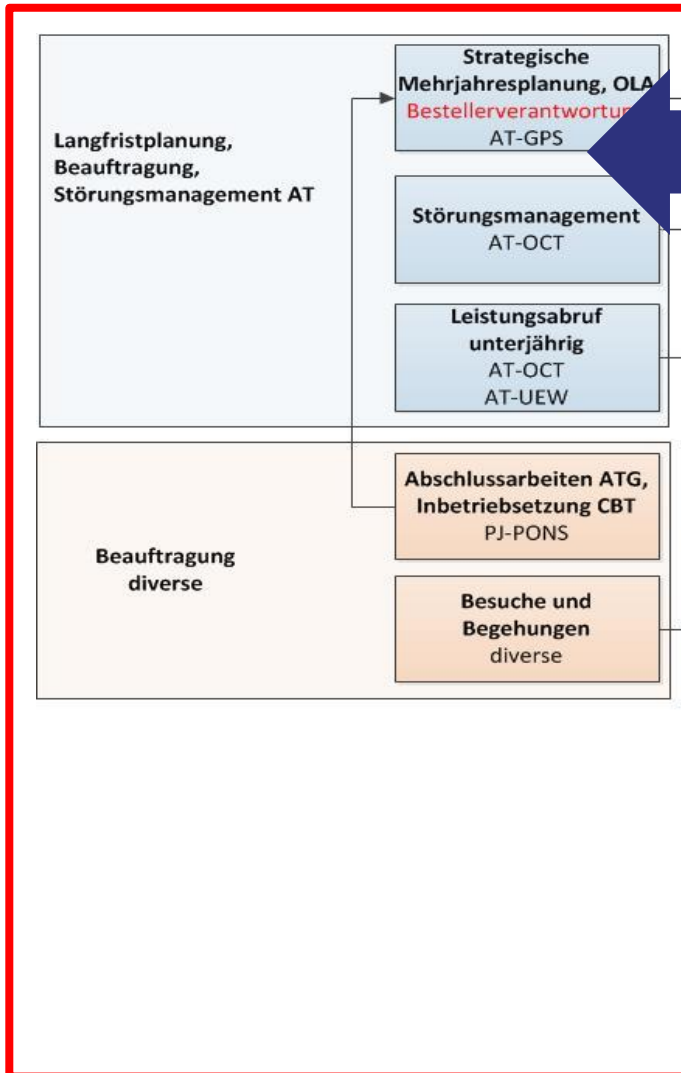 Langfristplanung,
Beauftragung,
Störungsmanagement AT
Strategische
Mehrjahresplanung, OLA
AT-GPS
Störungsmanagement
AT-OCT
Leistungsabruf
unterjährig
AT-OCT
AT-UEW
Beauftragung
diverse
Abschlussarbeiten ATG,
Inbetriebsetzung CBT
PJ-PONS
Besuche und
Begehungen
diverse